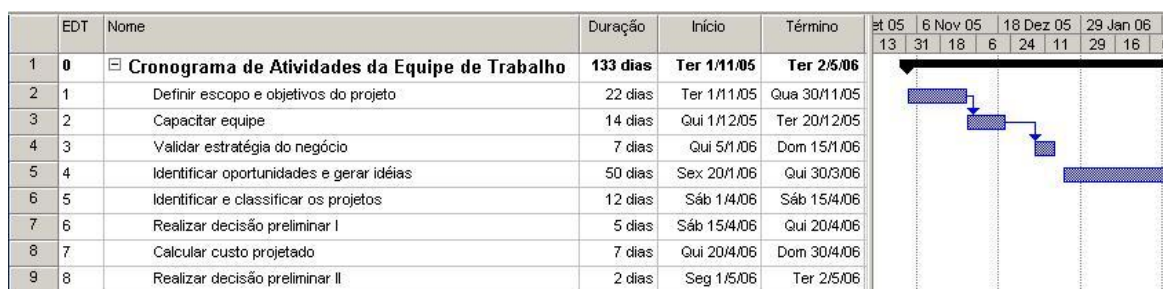 EDT Nome Duração Início Término et 05 6 Nov 05 18 Dez 05 29 Jan 06
13 31 18 6 24 11 29 16
1 0 Cronograma de Atividades da Equipe de Trabalho 133 dias Ter 1/11/05 Ter 2/5/06
2 1 Definir escopo e objetivos do projeto 22 dias Ter 1/11/05 Qua 30/11/05
3 2 Capacitar equipe 14 dias Qui 1/12/05 Ter 20/12/05
4 3 Validar estratégia do negócio 7 dias Qui 5/1/06 Dom 15/1/06
5 4 Identificar oportunidades e gerar idéias 50 dias Sex 20/1/06 Qui 30/3/06
6 5 Identificar e classificar os projetos 12 dias Sáb 1/4/06 Sáb 15/4/06
7 6 Realizar decisão preliminar I 5 dias Sáb 15/4/06 Qui 20/4/06
8 7 Calcular custo projetado 7 dias Qui 20/4/06 Dom 30/4/06
9 8 Realizar decisão preliminar II 2 dias Seg 1/5/06 Ter 2/5/06